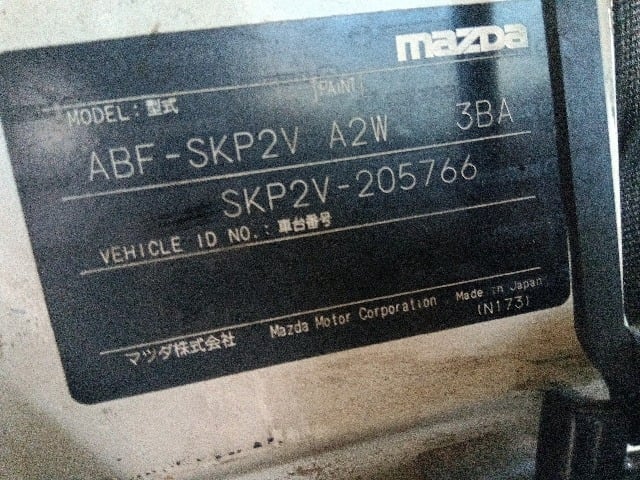 mazda
MODEL: 型式 PAINT
ABF-SKP2V A2W 3BA
SKP2V-205766
VEHICLE ID NO.: 車台番号
マツダ株式会社 Mazda Motor Corporation Made in Japan
(N173)